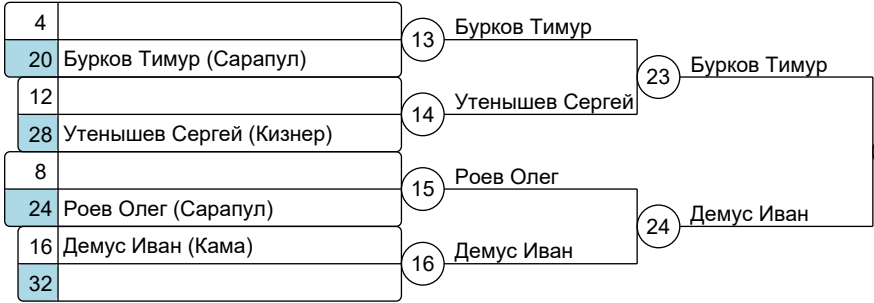 4
20 Бурков Тимур (Сарапул)
13 Бурков Тимур
12
28 Утенышев Сергей (Кизнер)
14 Утенышев Сергей
23 Бурков Тимур
8
24 Роев Олег (Сарапул)
15 Роев Олег
16 Демус Иван (Кама)
32
16 Демус Иван
24 Демус Иван